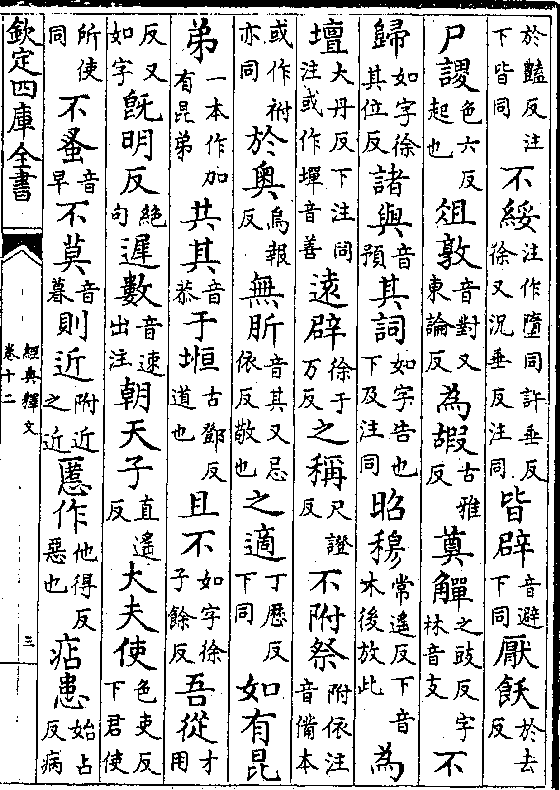 於豔反注下皆同不綏注作墮同許垂反徐又況垂反注同皆辟音避下同厭飫於去反
尸謖色六反起也俎敦音對又東論反為嘏古雅反奠觶之豉反字林音支不
歸如字徐其位反諸與音預其詞如字告也下及注同昭穆常遙反下音木後放此為
壇大丹反下注同注或作墠音善遠辟徐于万反之稱尺證反不附祭附依注音備本
或作祔亦同於奧烏報反無肵音其又忌依反敬也之適丁歷反下同如有昆
弟一本作加有昆弟共其音恭于堩古鄧反道也且不如字徐子餘反吾從才用
反又如字既明反絕句遲數音速出注朝天子直遙反大夫使色吏反下君使
所使同不蚤音早不莫音暮則近附近之近慝作他得反惡也痁患始占反病
欽定四庫全書
經典釋文
卷十二
三